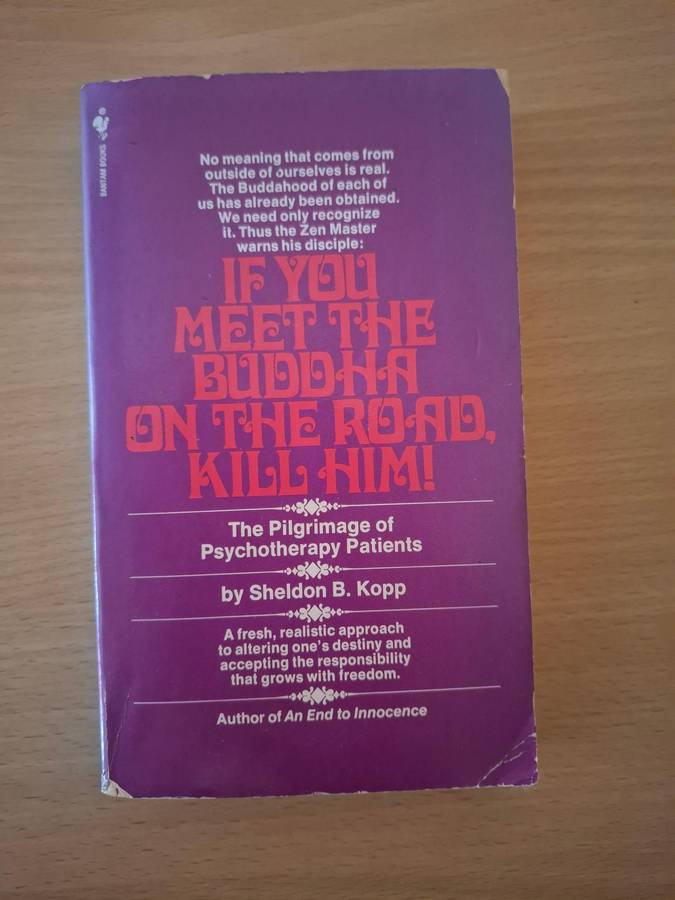 BANTAM BOOKS
No meaning that comes from
outside of ourselves is real.
The Buddahood of each of
us has already been obtained.
We need only recognize
it. Thus the Zen Master
warns his disciple:
IF YOU
MEET THE
BUDDHA
ON THE ROAD,
KILL HIM!
The Pilgrimage of
Psychotherapy Patients
by Sheldon B. Kopp
A fresh, realistic approach
to altering one's destiny and
accepting the responsibility
that grows with freedom.
Author of An End to Innocence